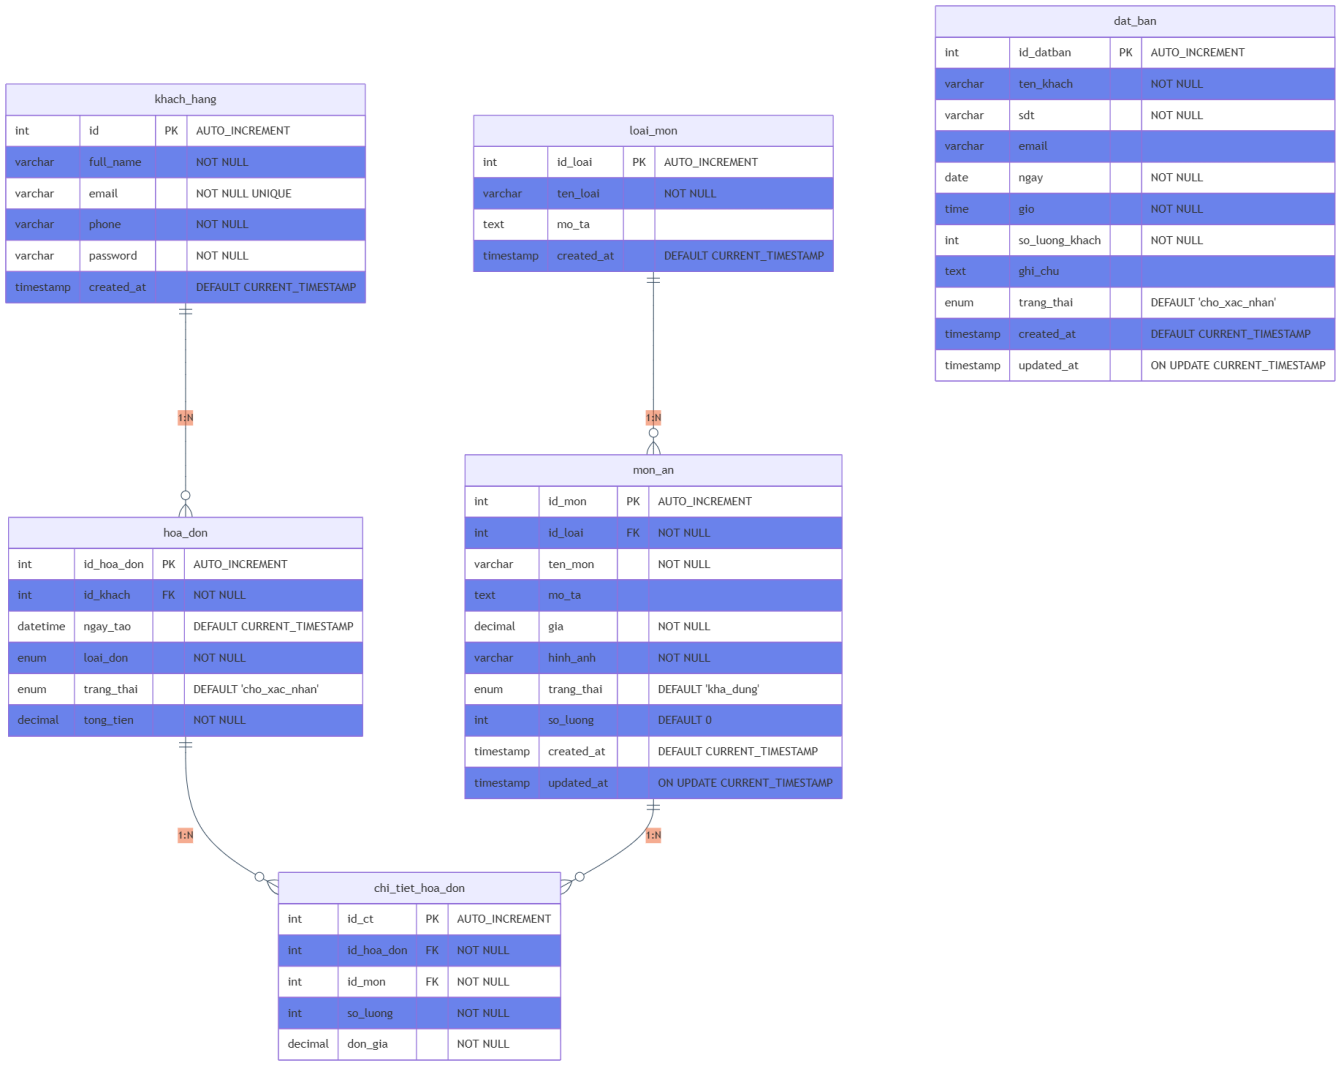 dat_ban
int id_datban PK AUTO_INCREMENT
varchar ten_khach NOT NULL
varchar sdt NOT NULL
varchar email
date ngay NOT NULL
time gio NOT NULL
int so_luong_khach NOT NULL
text ghi_chu
enum trang_thai DEFAULT 'cho_xac_nhan'
timestamp created_at DEFAULT CURRENT_TIMESTAMP
timestamp updated_at ON UPDATE CURRENT_TIMESTAMP
khach_hang
int id PK AUTO_INCREMENT
varchar full_name NOT NULL
varchar email NOT NULL UNIQUE
varchar phone NOT NULL
varchar password NOT NULL
timestamp created_at DEFAULT CURRENT_TIMESTAMP
loai_mon
int id_loai PK AUTO_INCREMENT
varchar ten_loai NOT NULL
text mo_ta
timestamp created_at DEFAULT CURRENT_TIMESTAMP
1:N
1:N
mon_an
int id_mon PK AUTO_INCREMENT
int id_loai FK NOT NULL
varchar ten_mon NOT NULL
text mo_ta
decimal gia NOT NULL
varchar hinh_anh NOT NULL
enum trang_thai DEFAULT 'kha_dung'
int so_luong DEFAULT 0
timestamp created_at DEFAULT CURRENT_TIMESTAMP
timestamp updated_at ON UPDATE CURRENT_TIMESTAMP
hoa_don
int id_hoa_don PK AUTO_INCREMENT
int id_khach FK NOT NULL
datetime ngay_tao DEFAULT CURRENT_TIMESTAMP
enum loai_don NOT NULL
enum trang_thai DEFAULT 'cho_xac_nhan'
decimal tong_tien NOT NULL
1:N
1:N
chi_tiet_hoa_don
int id_ct PK AUTO_INCREMENT
int id_hoa_don FK NOT NULL
int id_mon FK NOT NULL
int so_luong NOT NULL
decimal don_gia NOT NULL